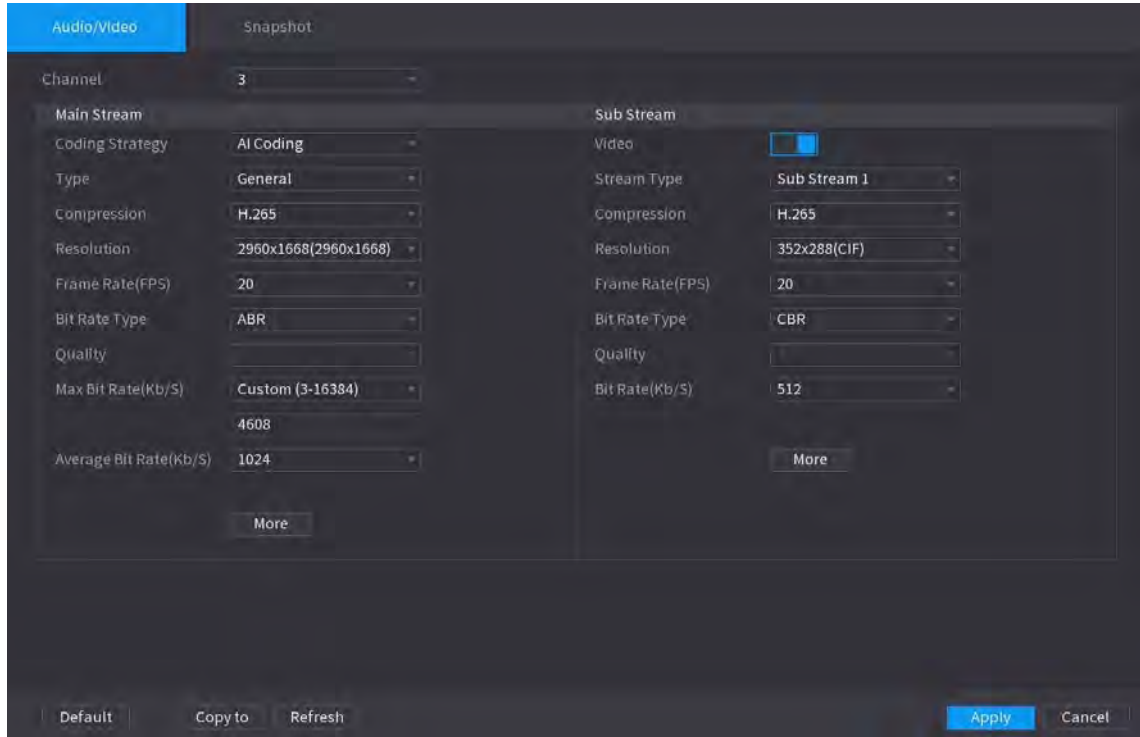 Audio/Video Snapshot
Channel 3
Main Stream Sub Stream
Coding Strategy AI Coding Video
Type General Stream Type Sub Stream 1
Compression H.265 Compression H.265
Resolution 2960x1668(2960x1668) Resolution 352x288(CIF)
Frame Rate(FPS) 20 Frame Rate(FPS) 20
Bit Rate Type ABR Bit Rate Type CBR
Quality Quality
Max Bit Rate(Kb/S) Custom (3-16384) Bit Rate(Kb/S) 512
4608
Average Bit Rate(Kb/S) 1024 More
More
Default Copy to Refresh Apply Cancel